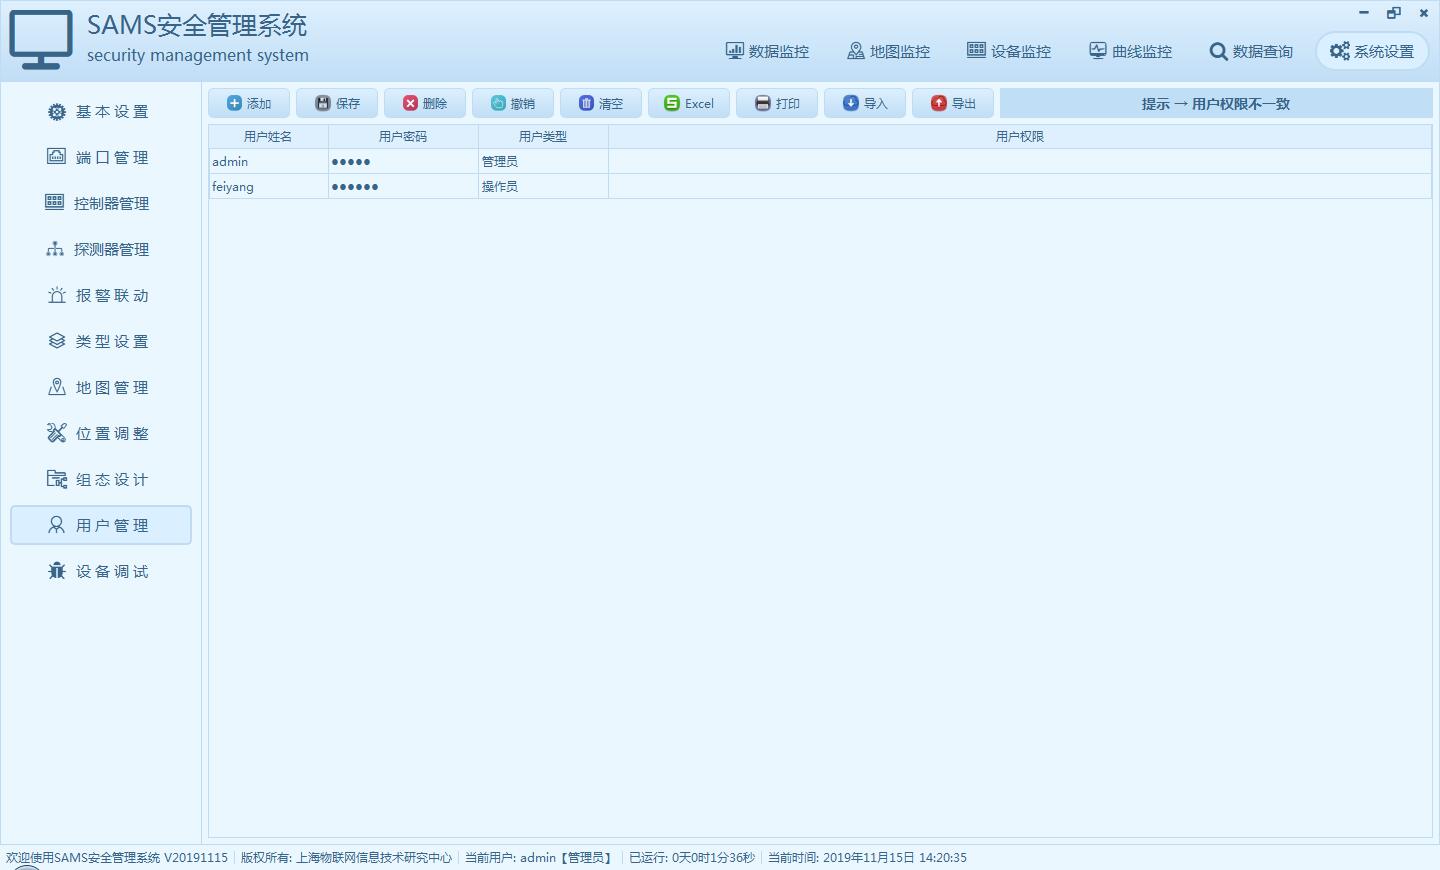 SAMS安全管理系统
security management system
数据监控 地图监控 设备监控 曲线监控 数据查询 系统设置
基本设置
端口管理
控制器管理
探测器管理
报警联动
类型设置
地图管理
位置调整
组态设计
用户管理
设备调试
添加 保存 删除 撤销 清空 Excel 打印 导入 导出 提示 → 用户权限不一致
用户姓名 用户密码 用户类型 用户权限
admin ●●●●● 管理员
feiyang ●●●●●● 操作员
欢迎使用SAMS安全管理系统 V20191115 版权所有: 上海物联网信息技术研究中心 当前用户: admin【管理员】 已运行: 0天0时1分36秒 当前时间: 2019年11月15日 14:20:35